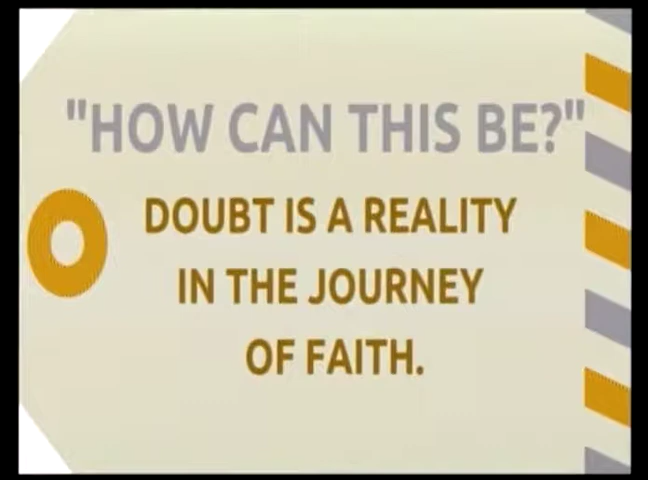 "HOW CAN THIS BE?"
DOUBT IS A REALITY
IN THE JOURNEY
OF FAITH.